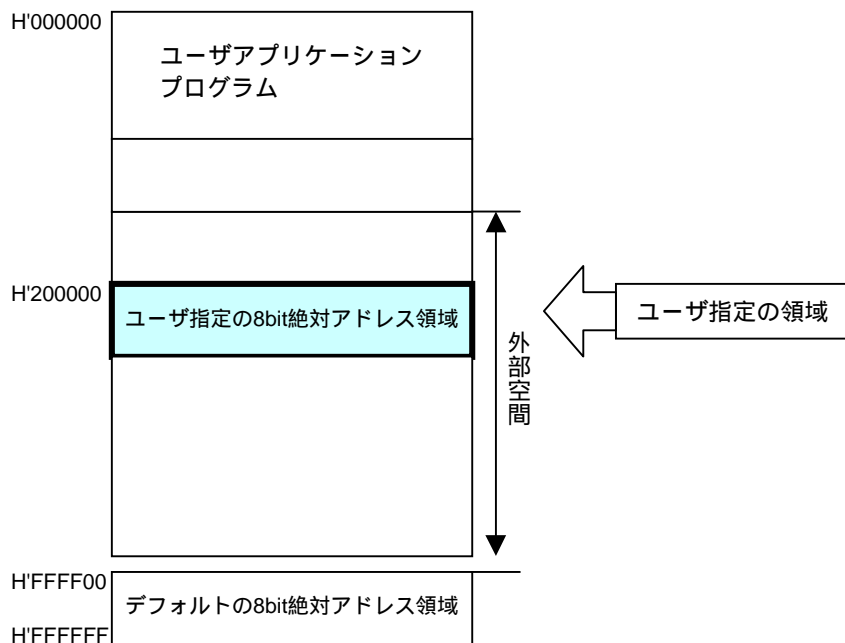 H'000000
ユーザアプリケーション
プログラム
H'200000
ユーザ指定の8bit絶対アドレス領域
ユーザ指定の領域
外部空間
H'FFFF00
デフォルトの8bit絶対アドレス領域
H'FFFFFF